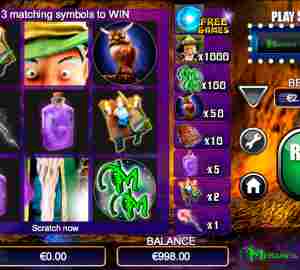 3 matching symbols to WIN
FREE
GAMES
PLAY
x1000
x100
x50
x10
x5
x2
x1
Scratch now
BALANCE
€0.00
€998.00